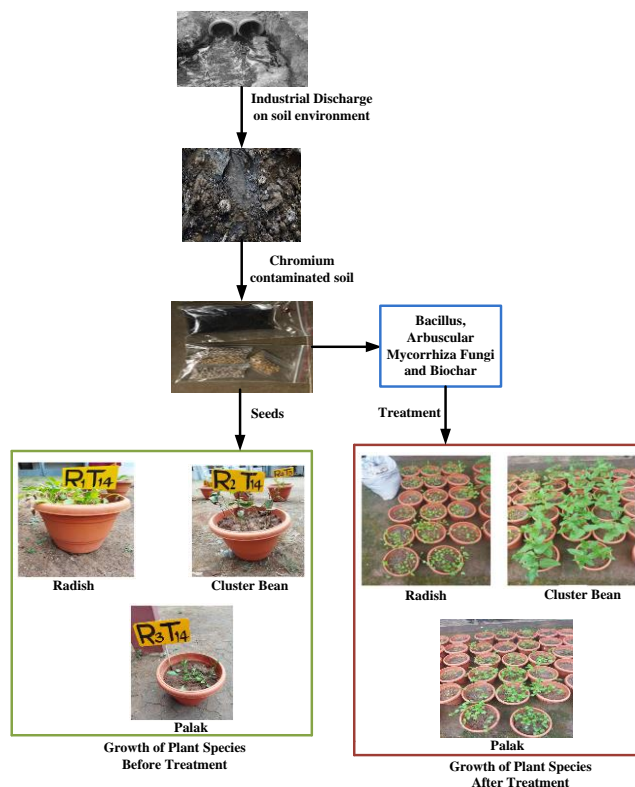 Industrial Discharge
on soil environment
Chromium
contaminated soil
Bacillus,
Arbuscular
Mycorrhiza Fungi
and Biochar
Seeds
Treatment
R1T14
Radish
R2 T14
Cluster Bean
R3T14
Palak
Growth of Plant Species
Before Treatment
Radish
Cluster Bean
Palak
Growth of Plant Species
After Treatment